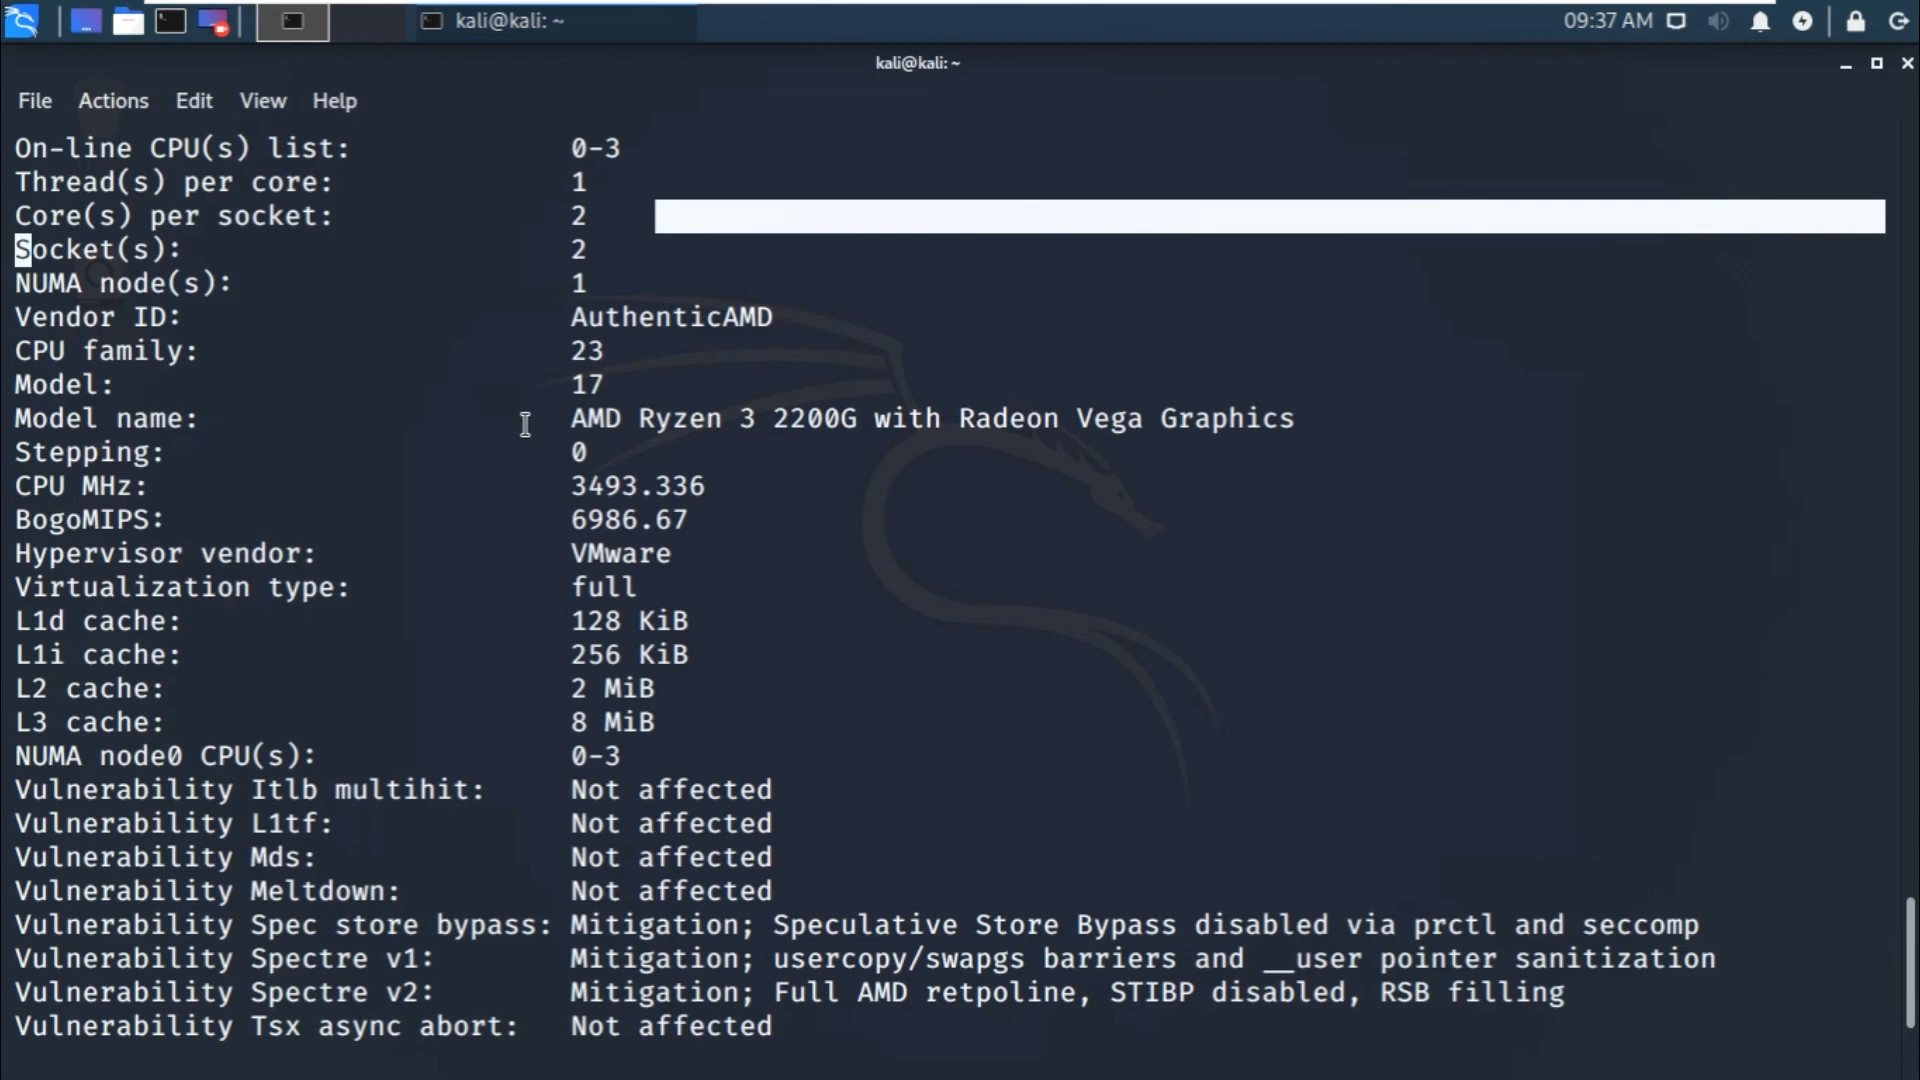 kali@kali: ~
09:37 AM
kali@kali: ~
File Actions Edit View Help
On-line CPU(s) list: 0-3
Thread(s) per core: 1
Core(s) per socket: 2
Socket(s): 2
NUMA node(s): 1
Vendor ID: AuthenticAMD
CPU family: 23
Model: 17
Model name: AMD Ryzen 3 2200G with Radeon Vega Graphics
Stepping: 0
CPU MHz: 3493.336
BogoMIPS: 6986.67
Hypervisor vendor: VMware
Virtualization type: full
L1d cache: 128 KiB
L1i cache: 256 KiB
L2 cache: 2 MiB
L3 cache: 8 MiB
NUMA node0 CPU(s): 0-3
Vulnerability Itlb multihit: Not affected
Vulnerability L1tf: Not affected
Vulnerability Mds: Not affected
Vulnerability Meltdown: Not affected
Vulnerability Spec store bypass: Mitigation; Speculative Store Bypass disabled via prctl and seccomp
Vulnerability Spectre v1: Mitigation; usercopy/swapgs barriers and __user pointer sanitization
Vulnerability Spectre v2: Mitigation; Full AMD retpoline, STIBP disabled, RSB filling
Vulnerability Tsx async abort: Not affected